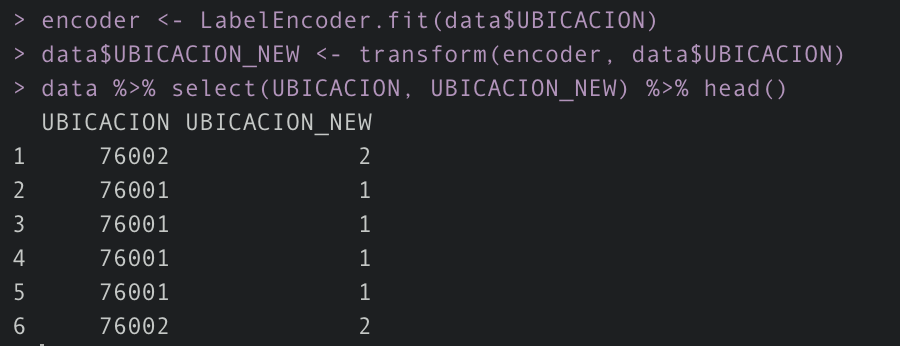 > encoder <- LabelEncoder.fit(data$UBICACION)
> data$UBICACION_NEW <- transform(encoder, data$UBICACION)
> data %>% select(UBICACION, UBICACION_NEW) %>% head()
  UBICACION UBICACION_NEW
1     76002             2
2     76001             1
3     76001             1
4     76001             1
5     76001             1
6     76002             2